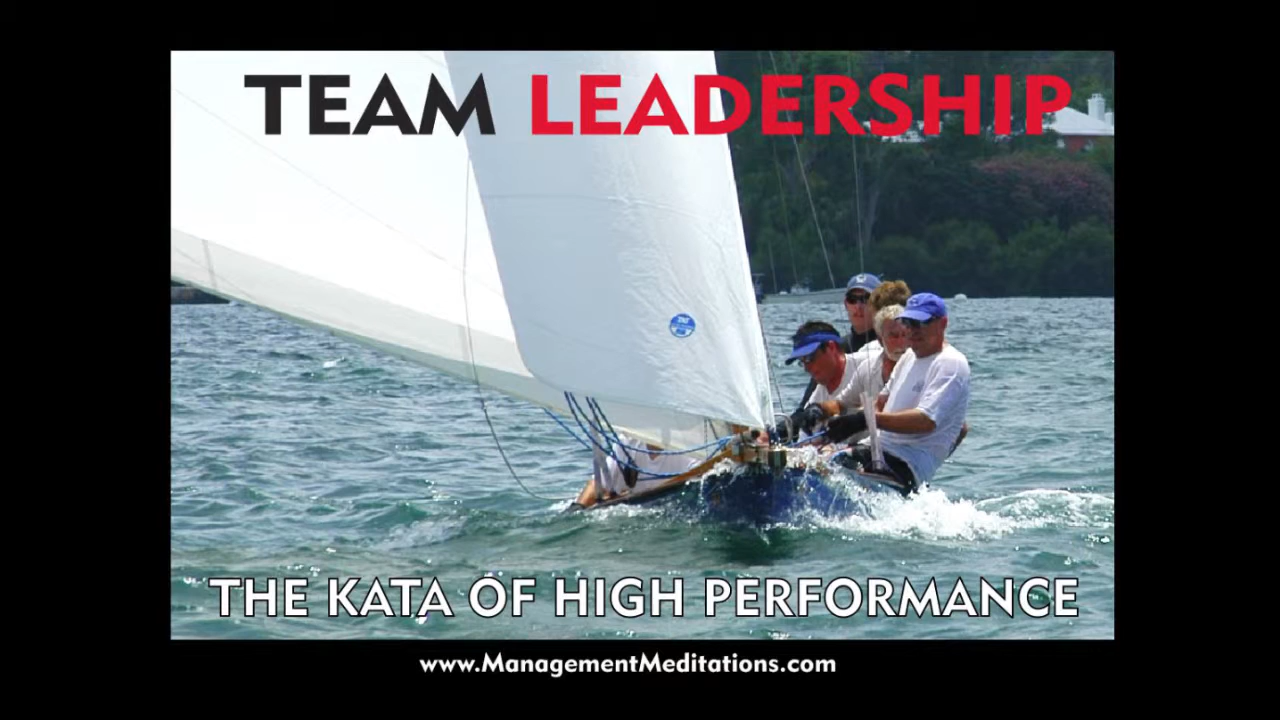 TEAM LEADERSHIP
THE KATA OF HIGH PERFORMANCE
www.ManagementMeditations.com